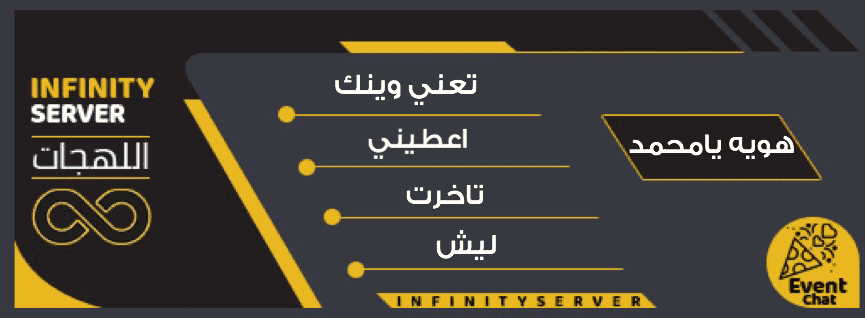 INFINITY
SERVER
اللهجات
هويه يامحمد
تعني وينك
اعطيني
تاخرت
ليش
Event
Chat
INFINITYSERVER